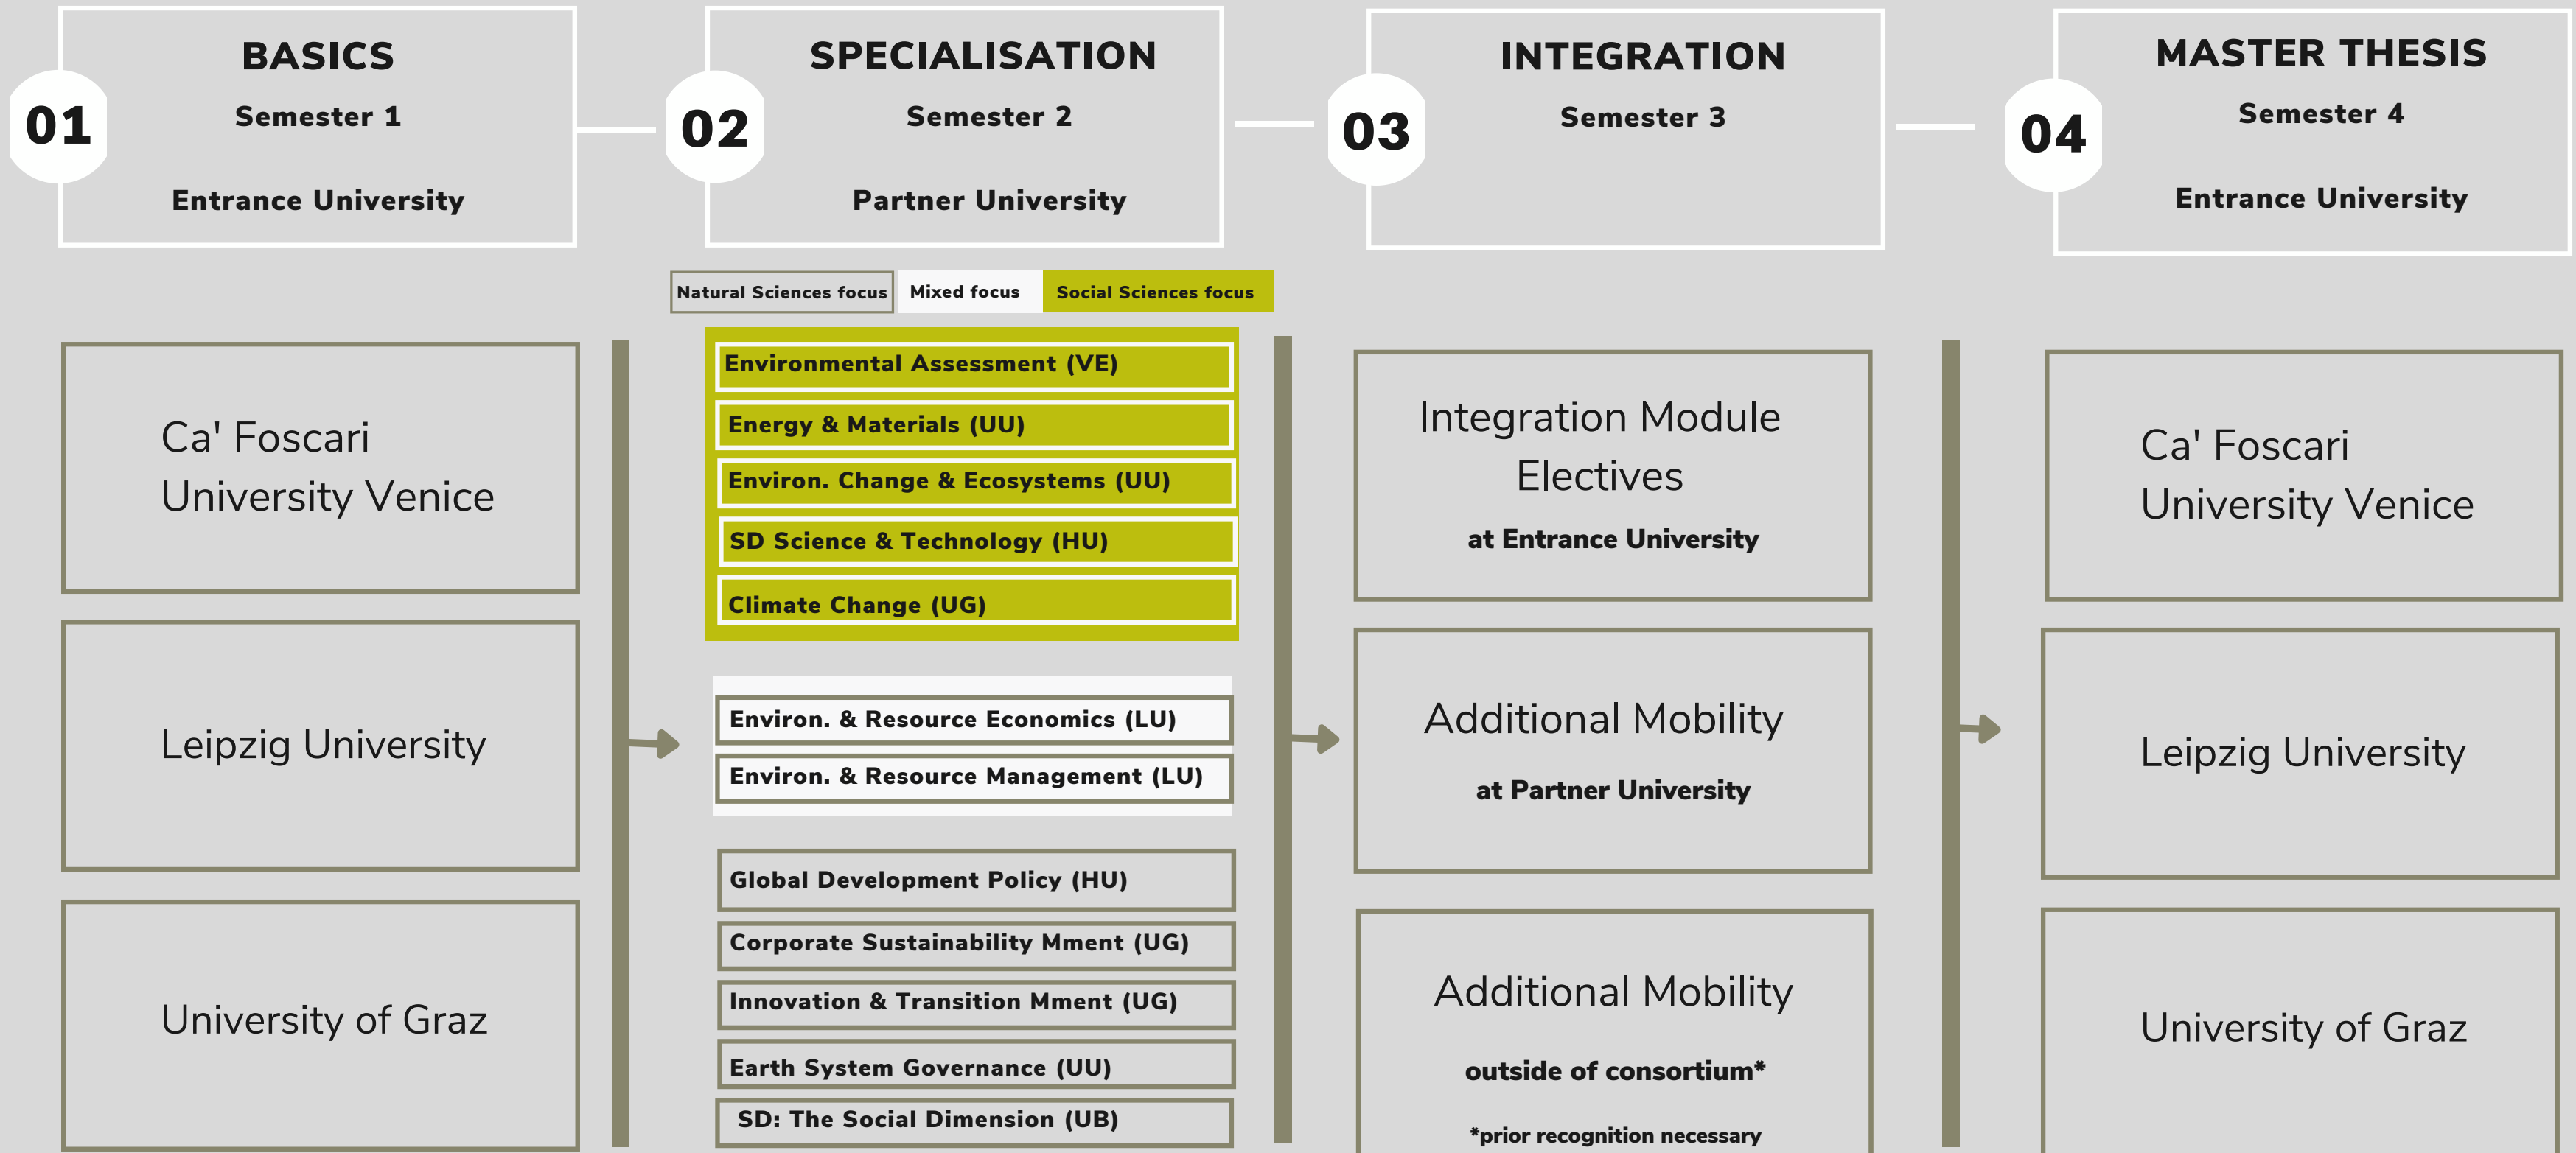 01
BASICS
Semester 1
Entrance University
02
SPECIALISATION
Semester 2
Partner University
03
INTEGRATION
Semester 3
04
MASTER THESIS
Semester 4
Entrance University
Natural Sciences focus
Mixed focus
Social Sciences focus
Ca' Foscari
University Venice
Leipzig University
University of Graz
Environmental Assessment (VE)
Energy & Materials (UU)
Environ. Change & Ecosystems (UU)
SD Science & Technology (HU)
Climate Change (UG)
Environ. & Resource Economics (LU)
Environ. & Resource Management (LU)
Global Development Policy (HU)
Corporate Sustainability Mment (UG)
Innovation & Transition Mment (UG)
Earth System Governance (UU)
SD: The Social Dimension (UB)
Integration Module
Electives
at Entrance University
Additional Mobility
at Partner University
Additional Mobility
outside of consortium*
*prior recognition necessary
Ca' Foscari
University Venice
Leipzig University
University of Graz